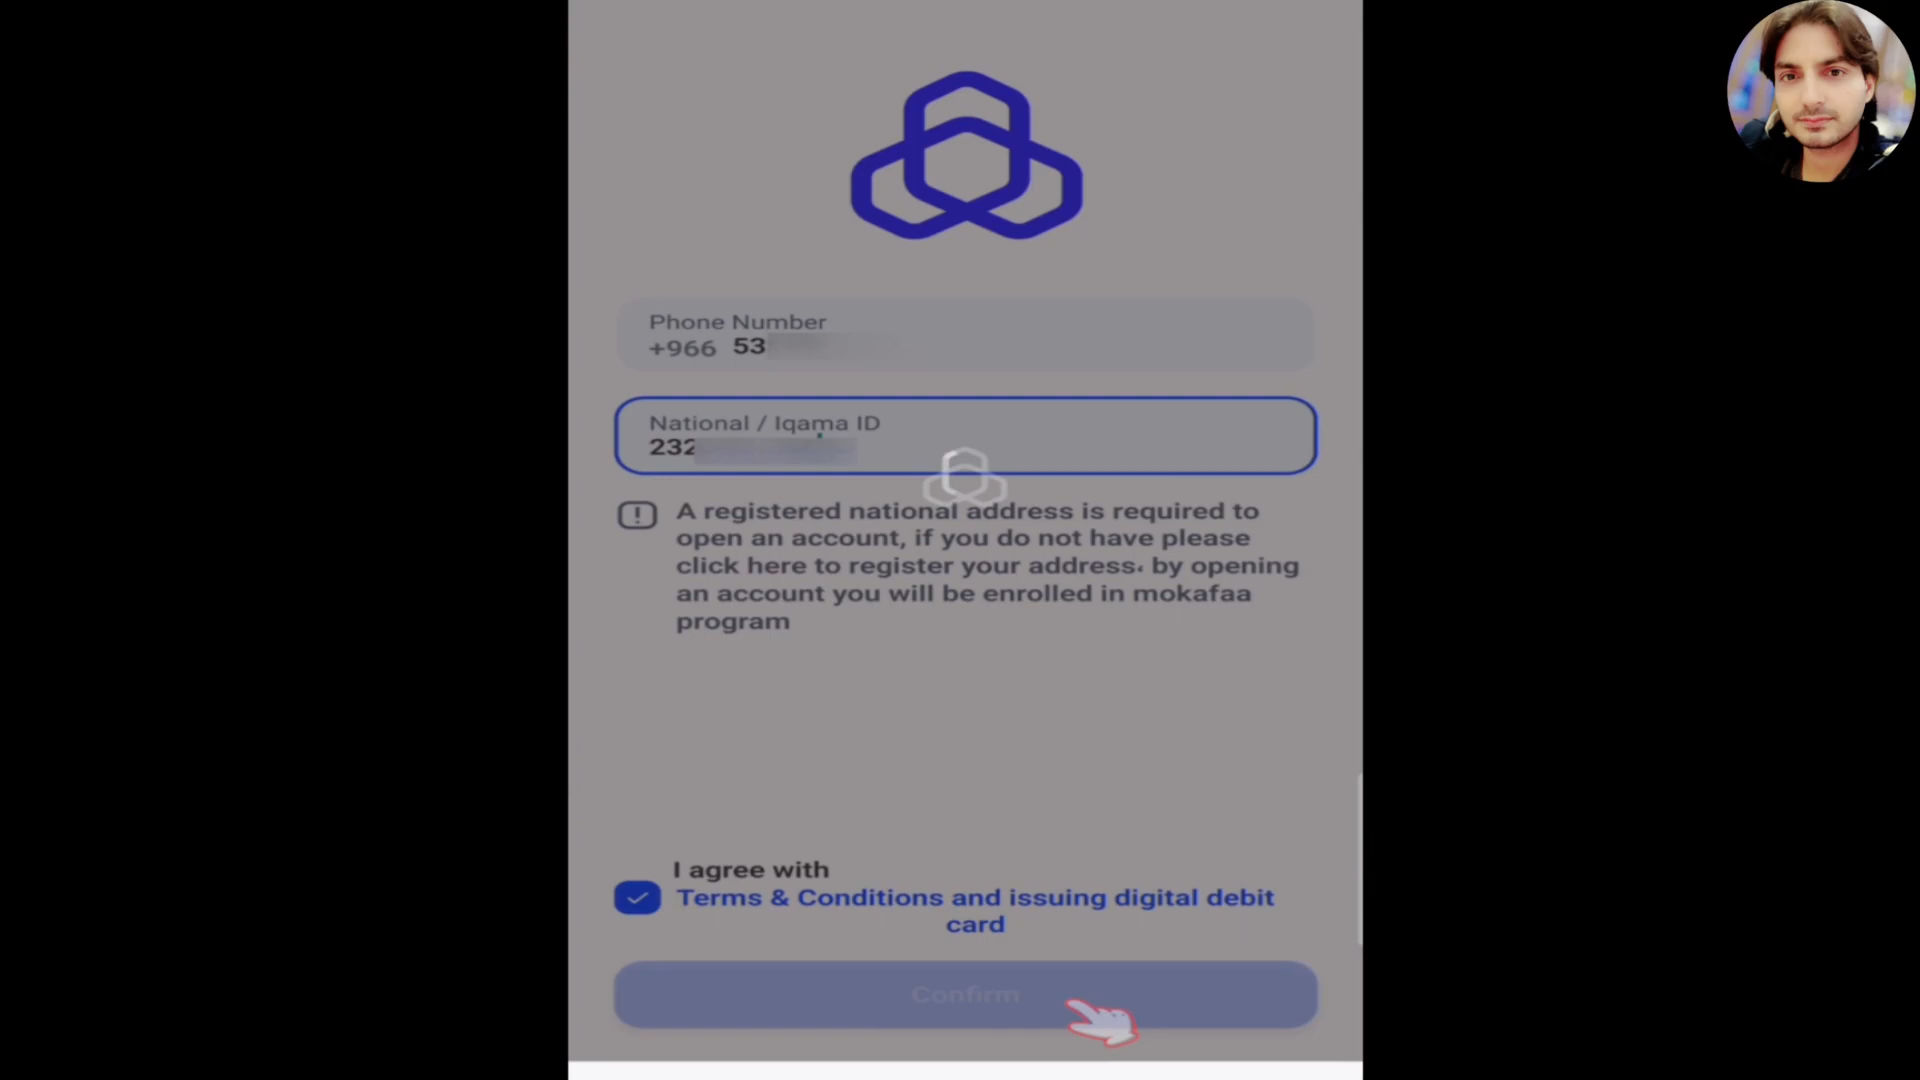 Phone Number
+966 53
National / Iqama ID
232
A registered national address is required to
open an account, if you do not have please
click here to register your address، by opening
an account you will be enrolled in mokafaa
program
I agree with
Terms & Conditions and issuing digital debit
card
Confirm